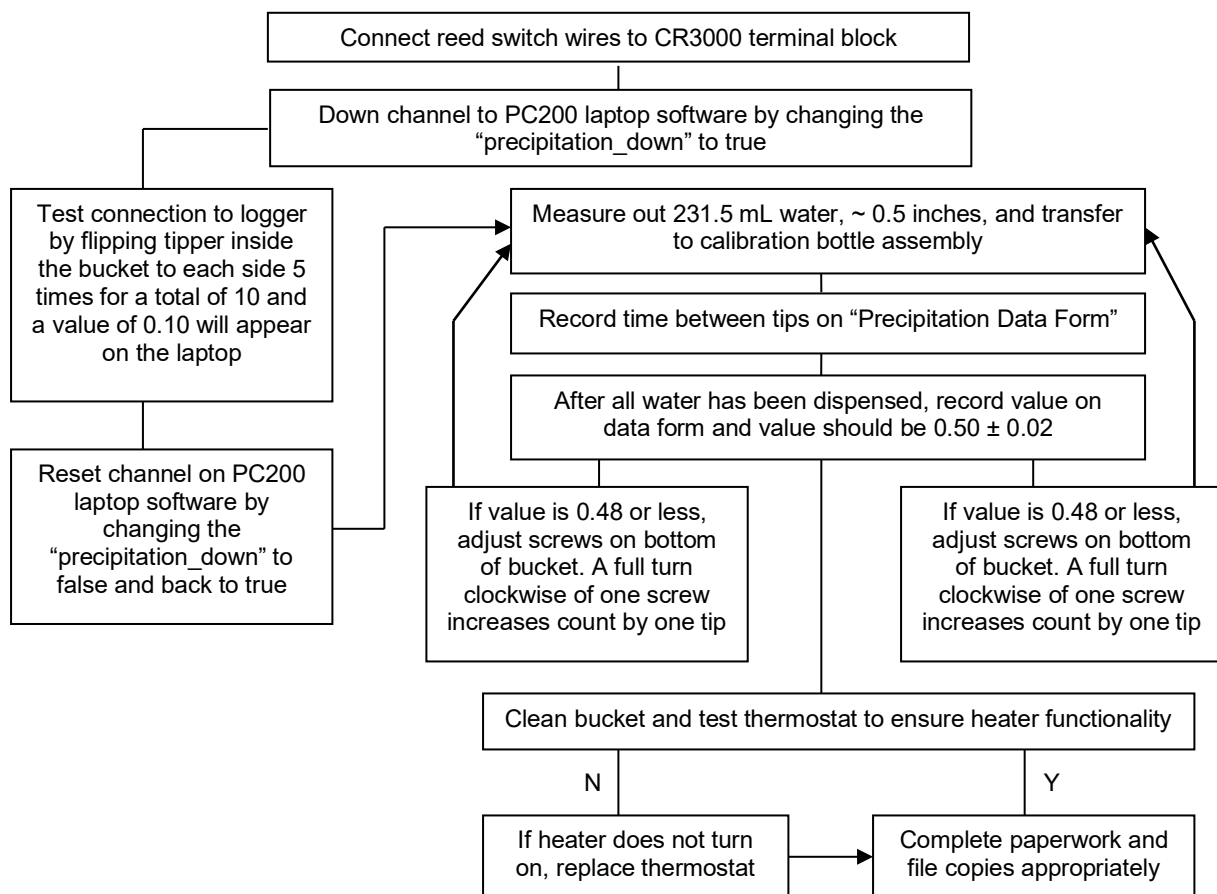 Connect reed switch wires to CR3000 terminal block
Down channel to PC200 laptop software by changing the
“precipitation_down” to true
Test connection to logger
by flipping tipper inside
the bucket to each side 5
times for a total of 10 and
a value of 0.10 will appear
on the laptop
Reset channel on PC200
laptop software by
changing the
“precipitation_down” to
false and back to true
Measure out 231.5 mL water, ~ 0.5 inches, and transfer
to calibration bottle assembly
Record time between tips on “Precipitation Data Form”
After all water has been dispensed, record value on
data form and value should be 0.50 ± 0.02
If value is 0.48 or less,
adjust screws on bottom
of bucket. A full turn
clockwise of one screw
increases count by one tip
If value is 0.48 or less,
adjust screws on bottom
of bucket. A full turn
clockwise of one screw
increases count by one tip
Clean bucket and test thermostat to ensure heater functionality
N
Y
If heater does not turn
on, replace thermostat
Complete paperwork and
file copies appropriately